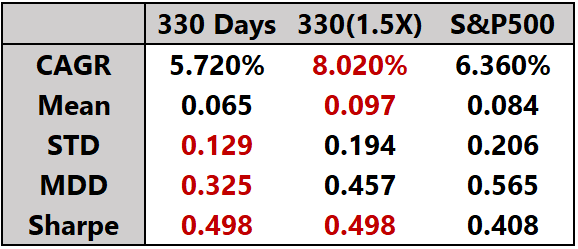 330 Days 330(1.5X) S&P500
CAGR 5.720% 8.020% 6.360%
Mean 0.065 0.097 0.084
STD 0.129 0.194 0.206
MDD 0.325 0.457 0.565
Sharpe 0.498 0.498 0.408